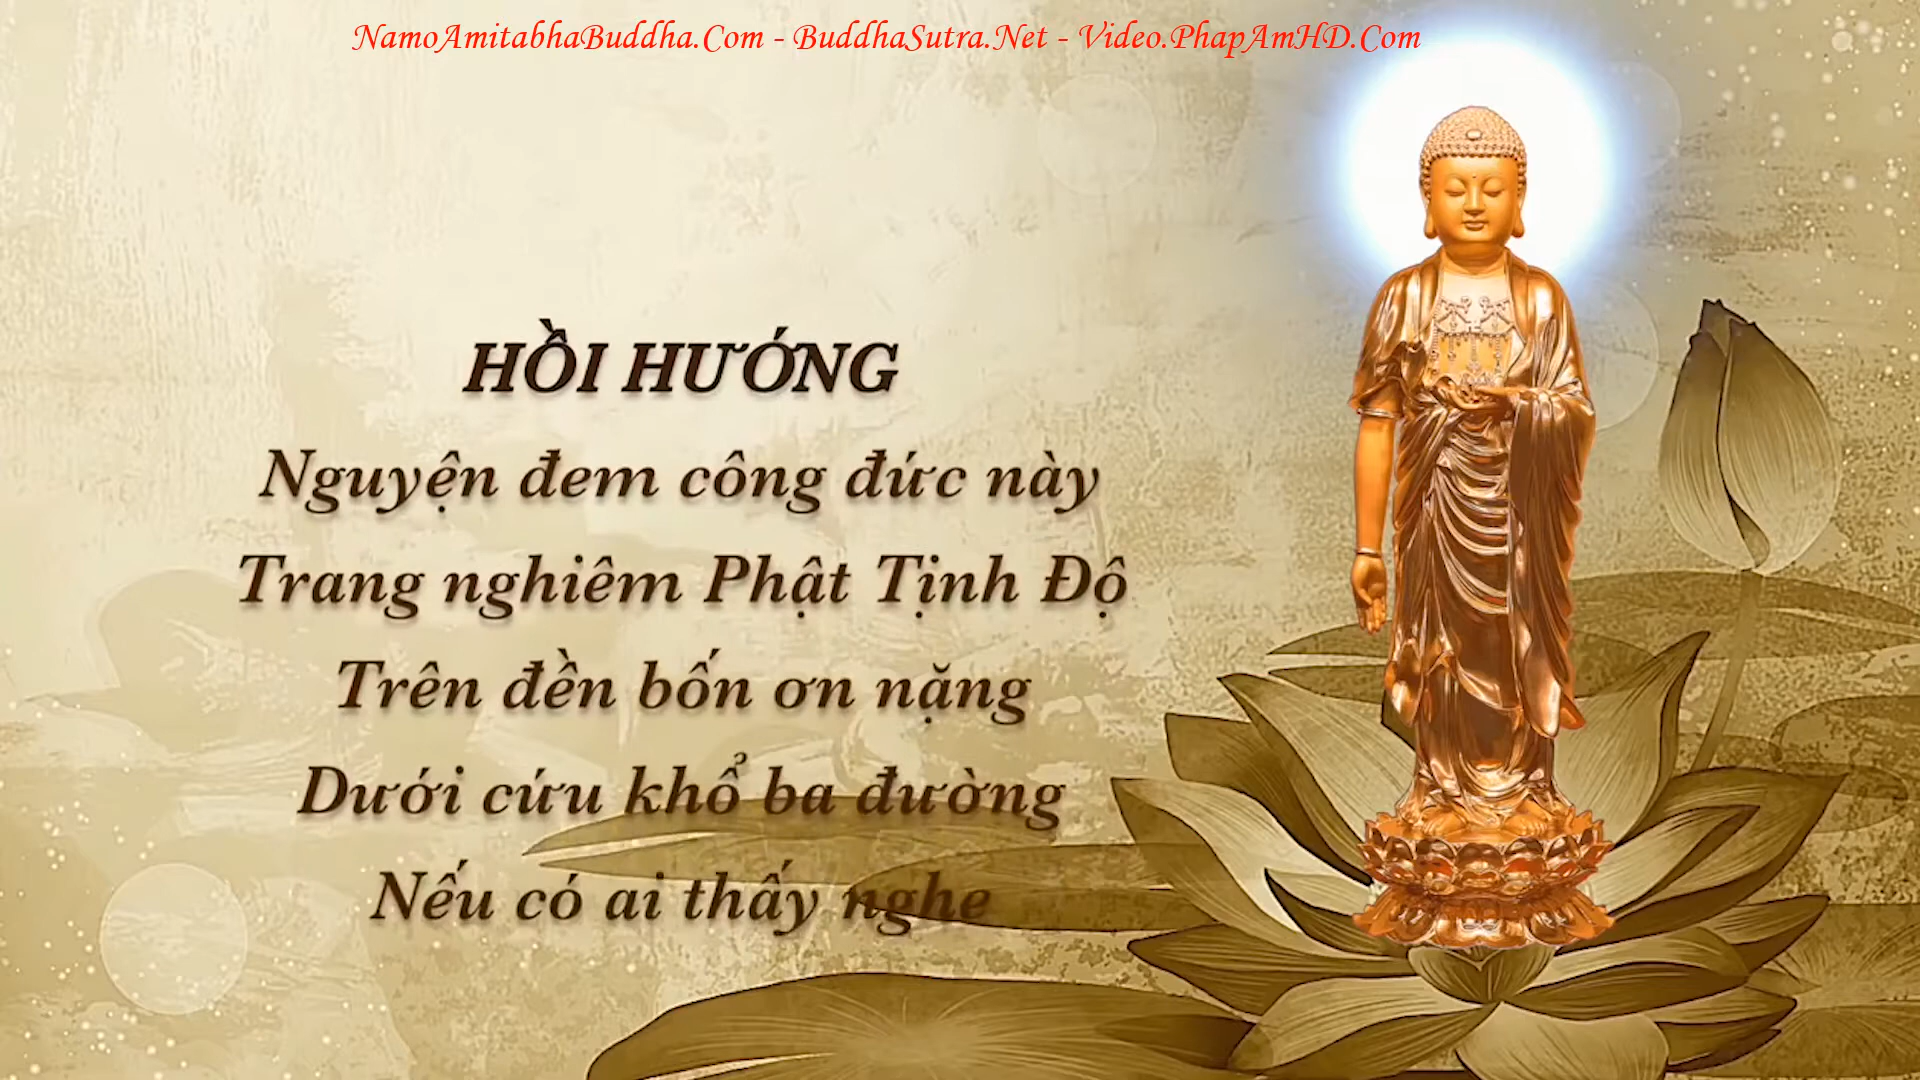 NamoAmitabhaBuddha.Com - BuddhaSutra.Net - Video.PhapAmHD.Com
HỒI HƯỚNG
Nguyện đem công đức này
Trang nghiêm Phật Tịnh Độ
Trên đền bốn ơn nặng
Dưới cứu khổ ba đường
Nếu có ai thấy nghe